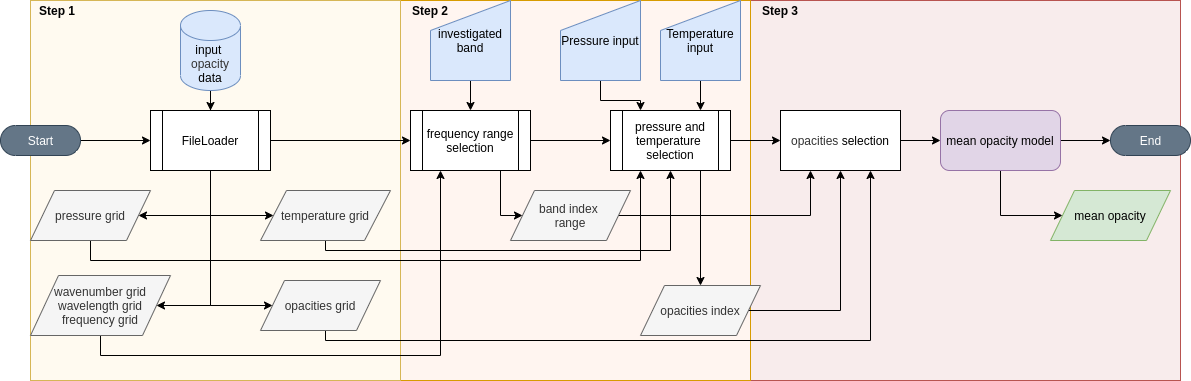 Step 1
Step 2
Step 3
input
opacity
data
investigated
band
Pressure input
Temperature
input
Start
FileLoader
frequency range
selection
pressure and
temperature
selection
opacities selection
mean opacity model
End
pressure grid
temperature grid
band index
range
mean opacity
wavenumber grid
wavelength grid
frequency grid
opacities grid
opacities index